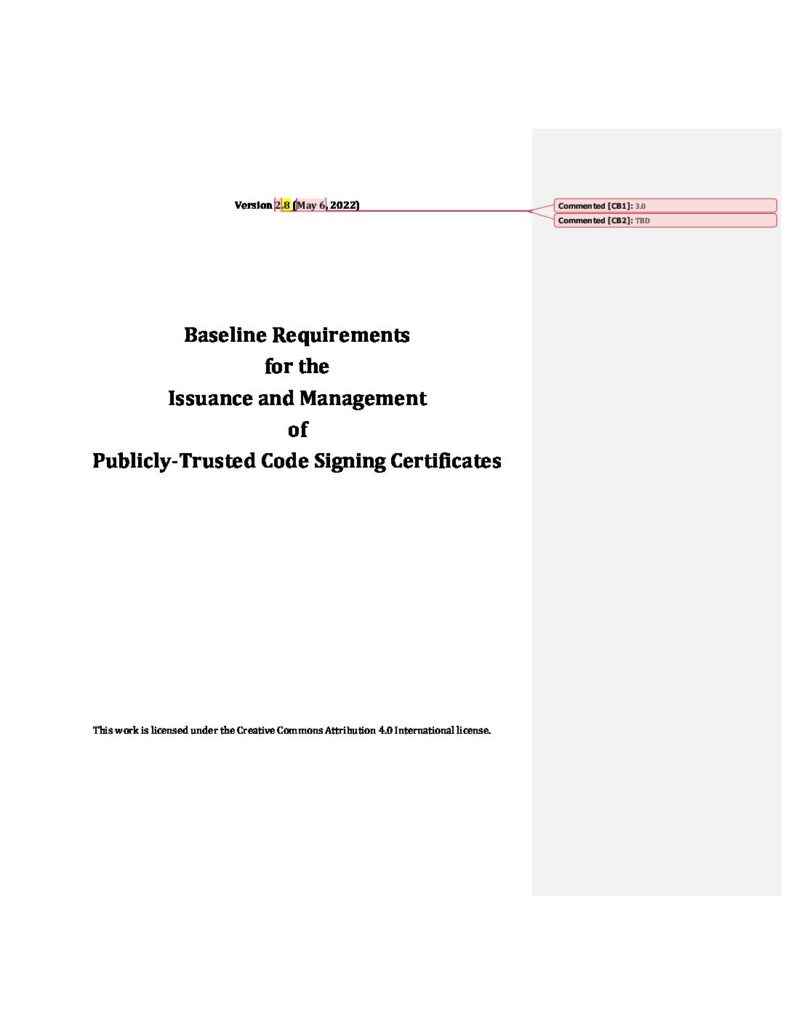 Version 2.8 (May 6, 2022)
Commented [CB1]: 3.0
Commented [CB2]: TBD
Baseline Requirements
for the
Issuance and Management
of
Publicly-Trusted Code Signing Certificates
This work is licensed under the Creative Commons Attribution 4.0 International license.